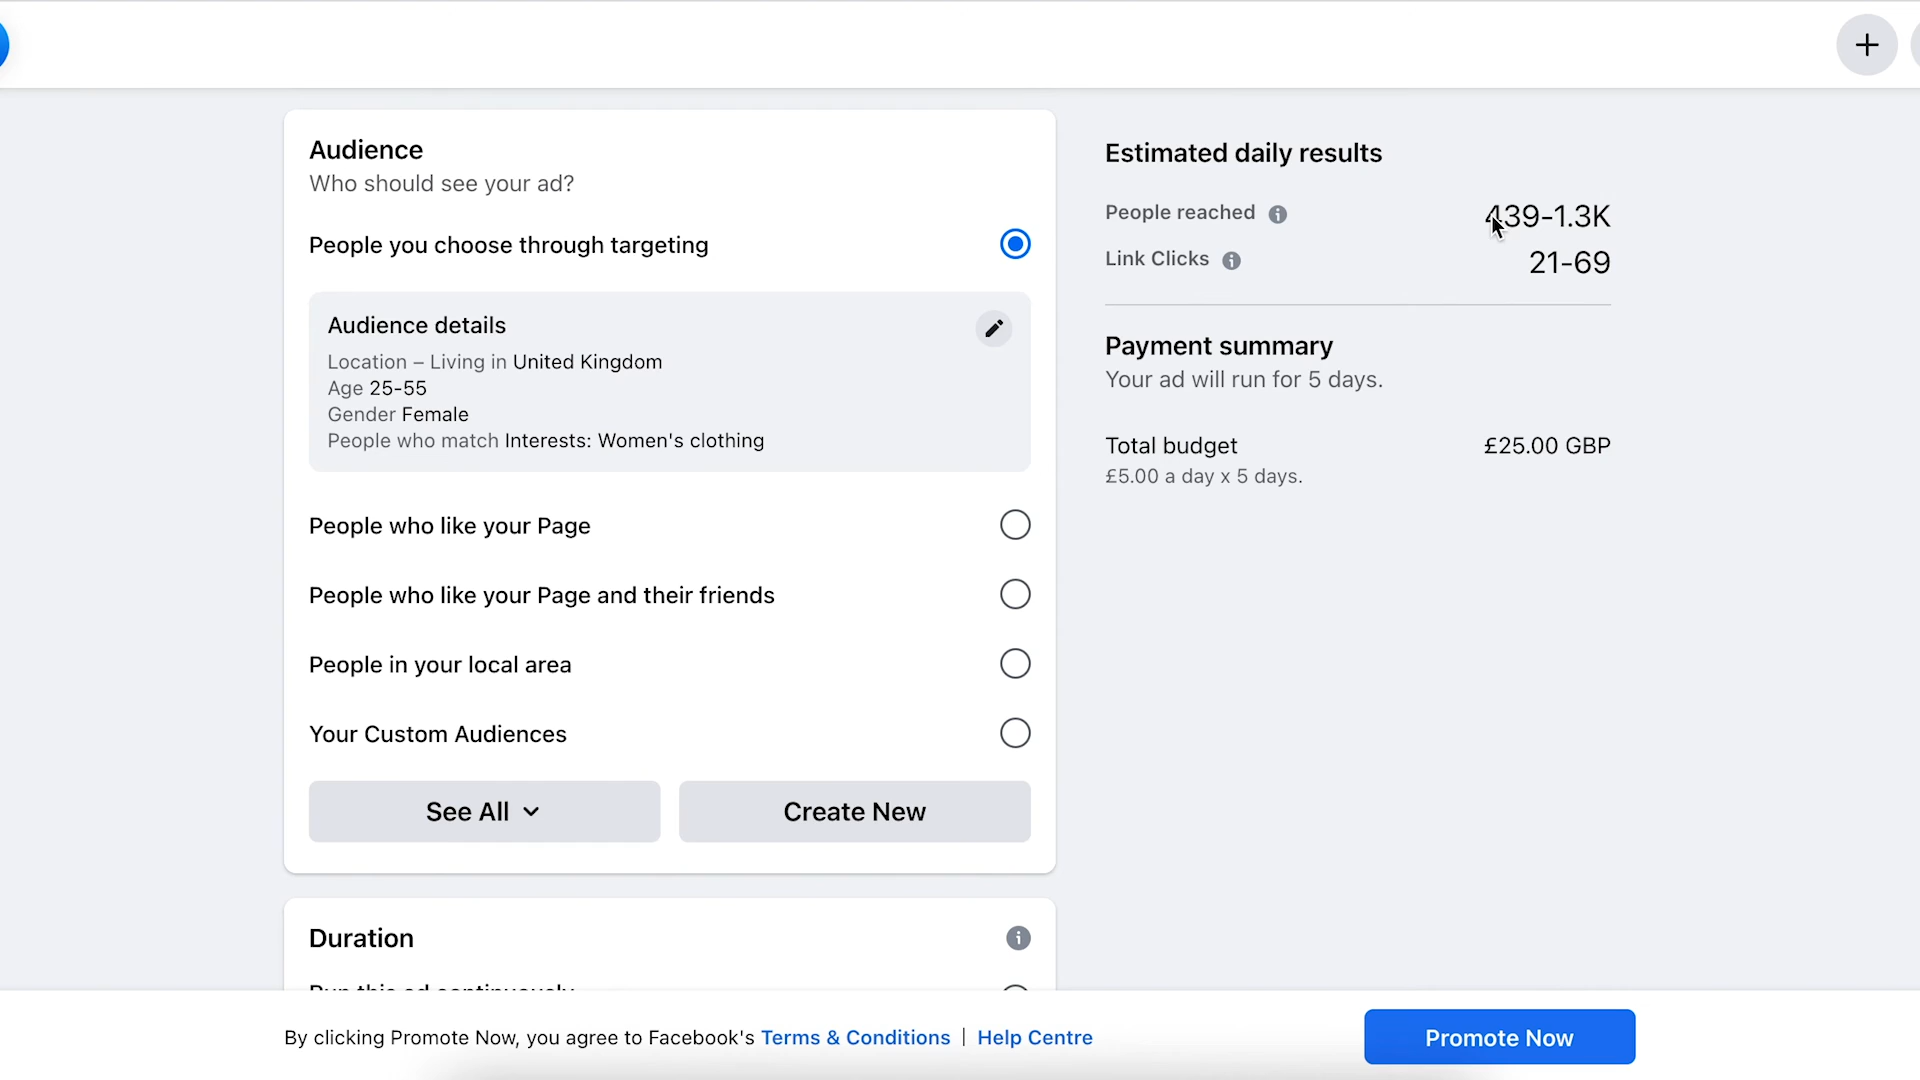 Audience
Who should see your ad?
People you choose through targeting
Audience details
Location – Living in United Kingdom
Age 25-55
Gender Female
People who match Interests: Women's clothing
People who like your Page
People who like your Page and their friends
People in your local area
Your Custom Audiences
See All
Create New
Duration
Run this ad continuously
Estimated daily results
People reached 439-1.3K
Link Clicks 21-69
Payment summary
Your ad will run for 5 days.
Total budget £25.00 GBP
£5.00 a day x 5 days.
By clicking Promote Now, you agree to Facebook's Terms & Conditions | Help Centre
Promote Now